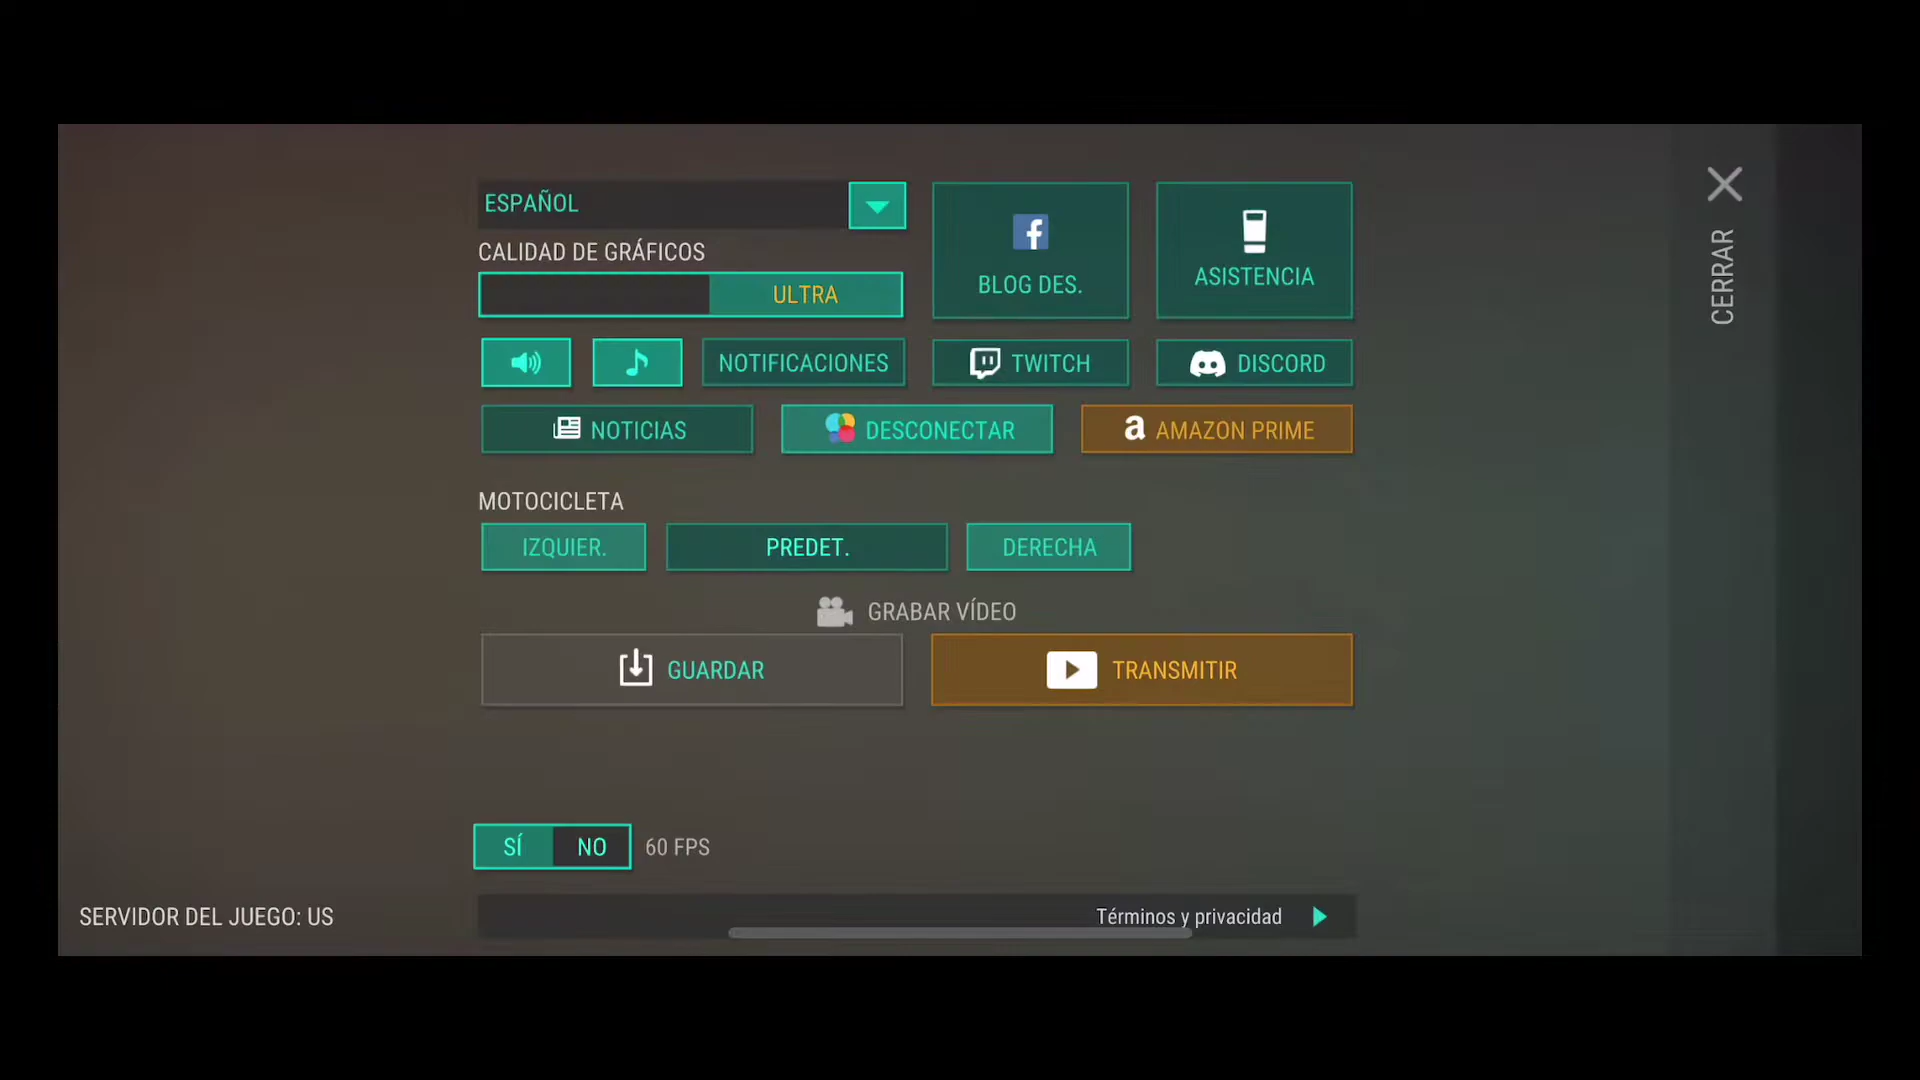 ESPAÑOL
CALIDAD DE GRÁFICOS
ULTRA
BLOG DES.
ASISTENCIA
CERRAR
NOTIFICACIONES
TWITCH
DISCORD
NOTICIAS
DESCONECTAR
AMAZON PRIME
MOTOCICLETA
IZQUIER.
PREDET.
DERECHA
GRABAR VÍDEO
GUARDAR
TRANSMITIR
SÍ NO 60 FPS
SERVIDOR DEL JUEGO: US
Términos y privacidad